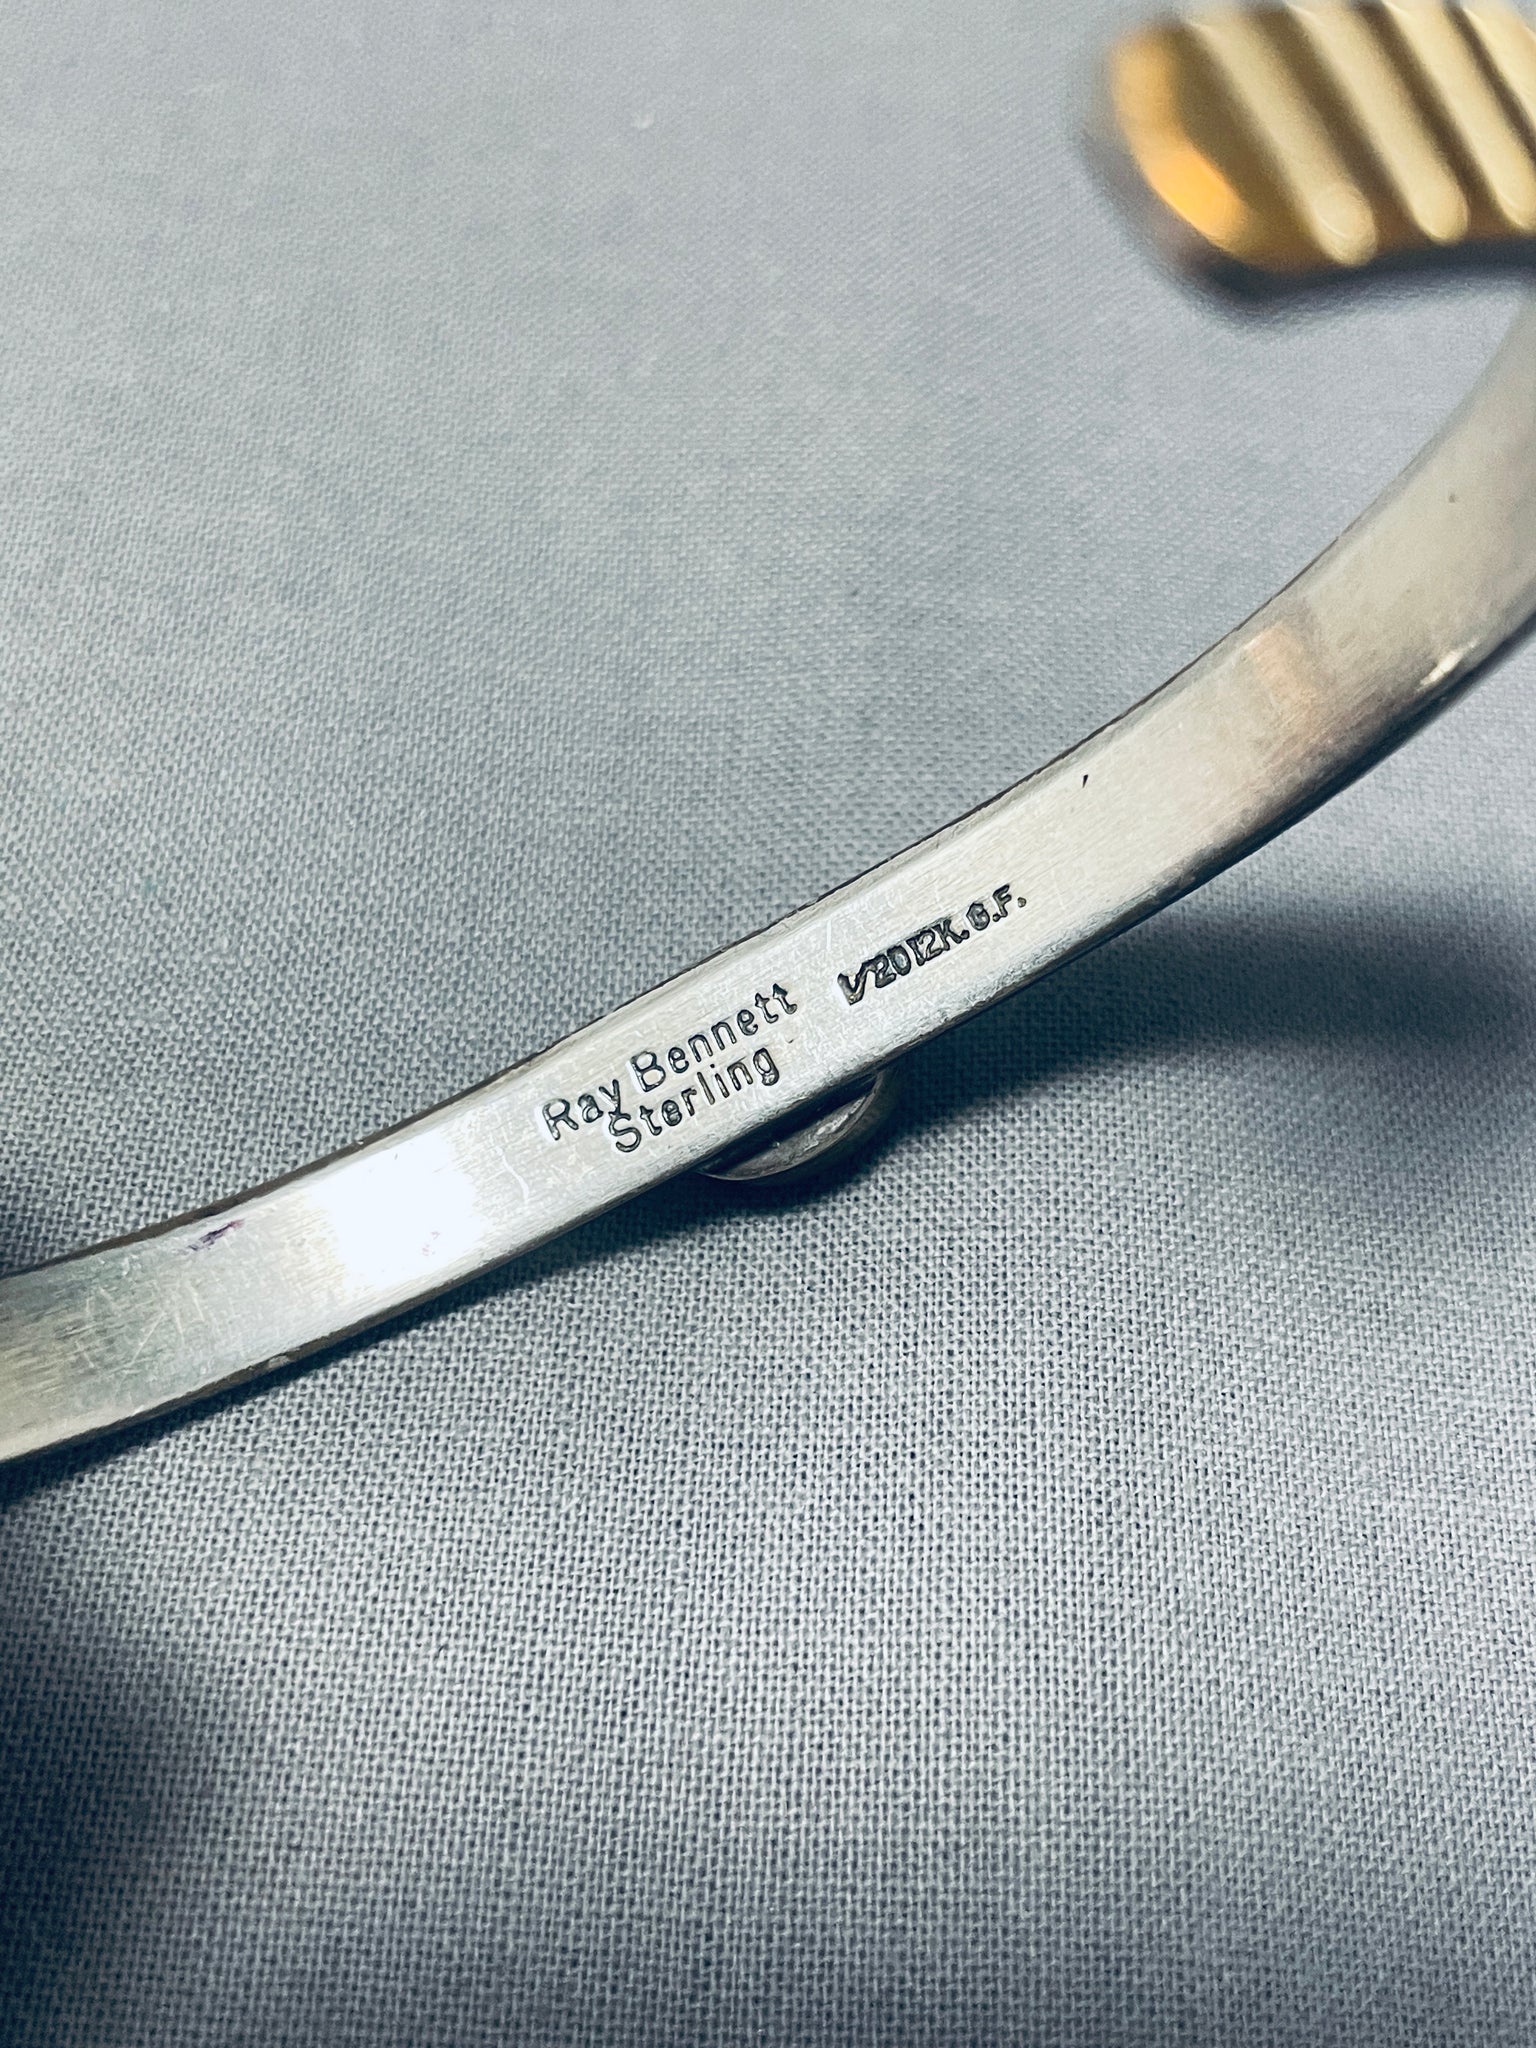 Ray Bennett
Sterling
1/20 12K.G.F.